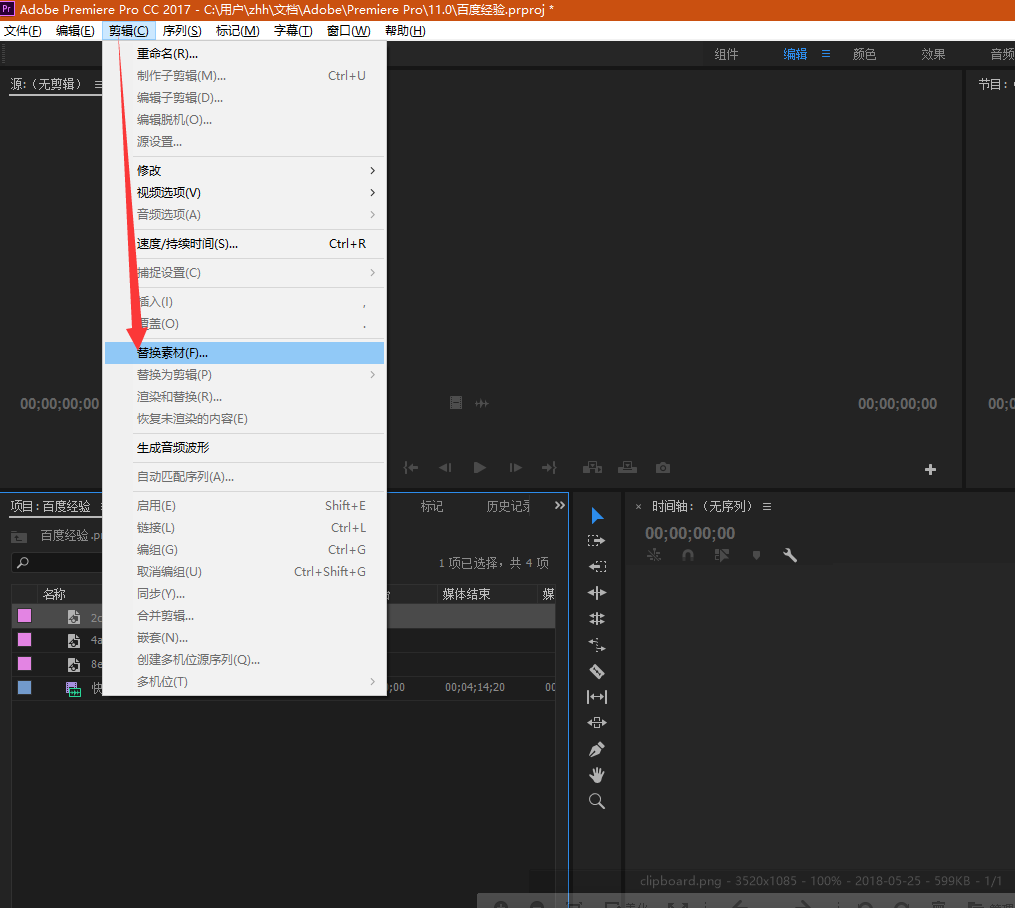 Pr Adobe Premiere Pro CC 2017 - C:\用户\zhh\文档\Adobe\Premiere Pro\11.0\百度经验.prproj *
文件(F) 编辑(E) 剪辑(C) 序列(S) 标记(M) 字幕(T) 窗口(W) 帮助(H)
组件 编辑 颜色 效果 音频
源:（无剪辑） 节目:
重命名(R)...
制作子剪辑(M)... Ctrl+U
编辑子剪辑(D)...
编辑脱机(O)...
源设置...
修改
视频选项(V)
音频选项(A)
速度/持续时间(S)... Ctrl+R
捕捉设置(C)
插入(I) ,
覆盖(O) .
替换素材(F)...
替换为剪辑(P)
渲染和替换(R)...
恢复未渲染的内容(E)
生成音频波形
自动匹配序列(A)...
启用(E) Shift+E
链接(L) Ctrl+L
编组(G) Ctrl+G
取消编组(U) Ctrl+Shift+G
同步(Y)...
合并剪辑...
嵌套(N)...
创建多机位源序列(Q)...
多机位(T)
00;00;00;00 00;00;00;00 00;0
项目:百度经验 标记 历史记录 »
百度经验.p
1 项已选择，共 4 项
名称 媒体结束 媒
2c
4a
8e
快 ;00 00;04;14;20 00
× 时间轴:（无序列）
00;00;00;00
clipboard.png - 3520x1085 - 100% - 2018-05-25 - 599KB - 1/1